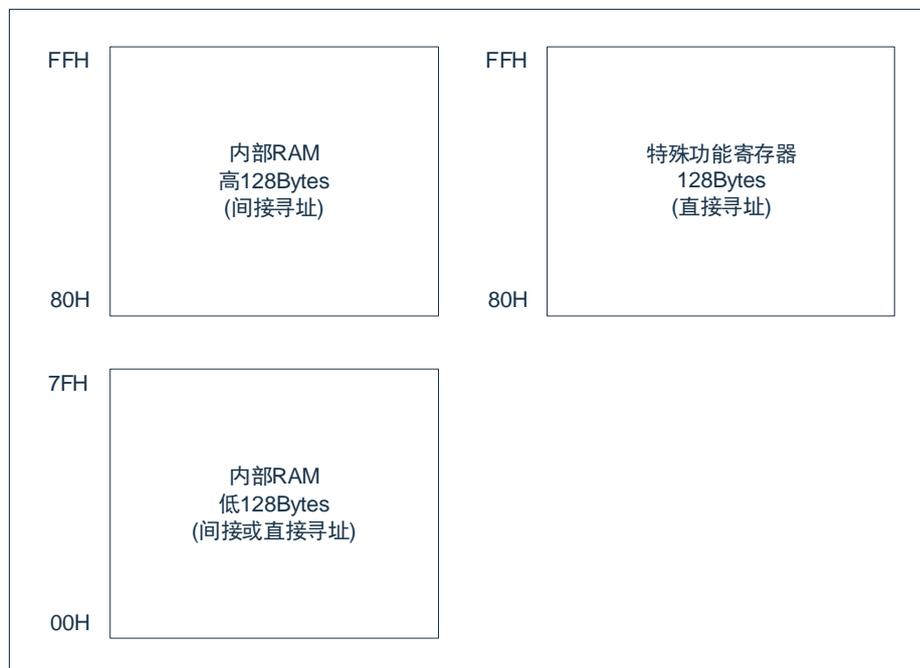 FFH
内部RAM
高128Bytes
(间接寻址)
80H
FFH
特殊功能寄存器
128Bytes
(直接寻址)
80H
7FH
内部RAM
低128Bytes
(间接或直接寻址)
00H